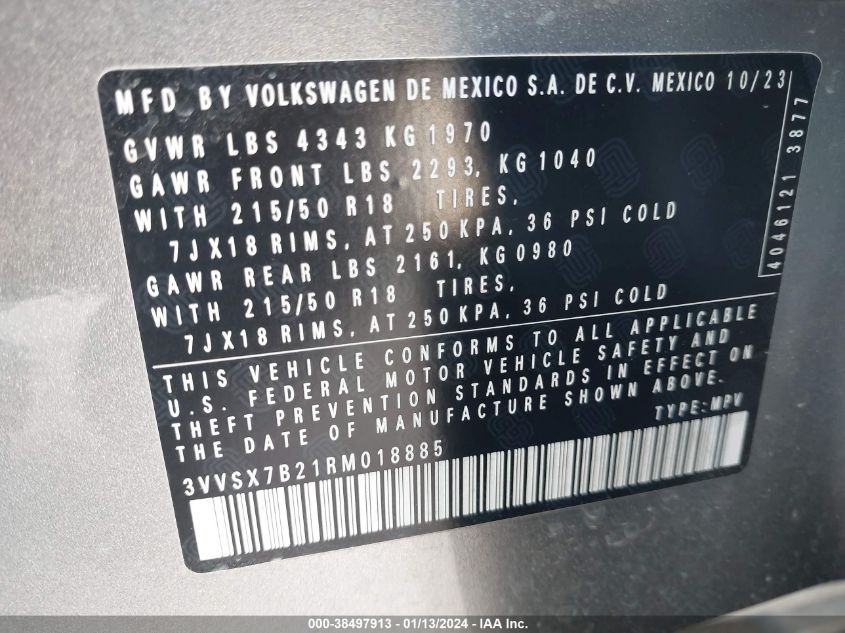 MFD BY VOLKSWAGEN DE MEXICO S.A. DE C.V. MEXICO 10/23
GVWR LBS 4343 KG 1970
GAWR FRONT LBS 2293, KG 1040
WITH 215/50 R18 TIRES,
7JX18 RIMS, AT 250 KPA, 36 PSI COLD
GAWR REAR LBS 2161, KG 0980
WITH 215/50 R18 TIRES,
7JX18 RIMS, AT 250 KPA, 36 PSI COLD
4046121 3877
THIS VEHICLE CONFORMS TO ALL APPLICABLE
U.S. FEDERAL MOTOR VEHICLE SAFETY AND
THEFT PREVENTION STANDARDS IN EFFECT ON
THE DATE OF MANUFACTURE SHOWN ABOVE.
TYPE: MPV
3VVSX7B21RM018885
000-38497913 - 01/13/2024 - IAA Inc.